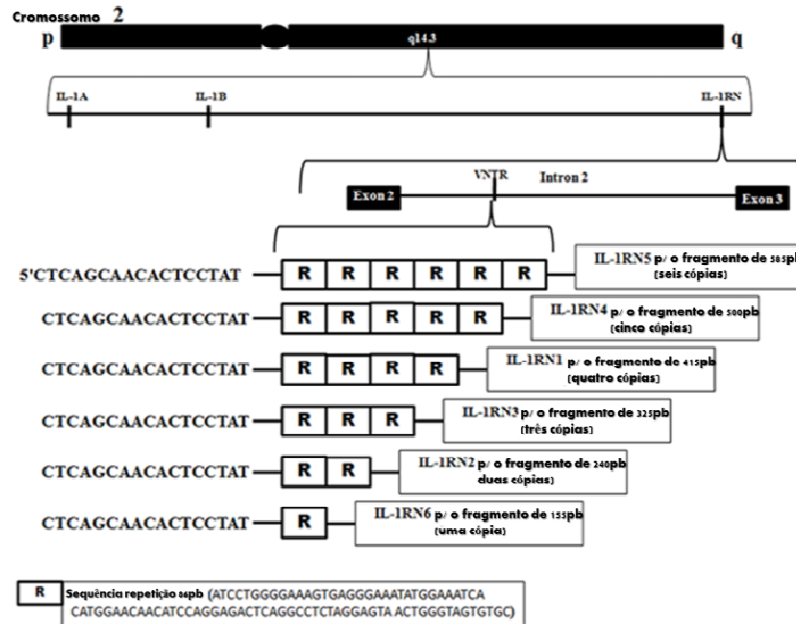 Cromossomo 2
p q14.3 q
IL-1A IL-1B IL-1RN
VNTR Intron 2
Exon 2 Exon 3
5'CTCAGCAACACTCCTAT R R R R R R IL-1RN5 p/ o fragmento de 585pb
(seis cópias)
CTCAGCAACACTCCTAT R R R R R IL-1RN4 p/ o fragmento de 500pb
(cinco cópias)
CTCAGCAACACTCCTAT R R R R IL-1RN1 p/ o fragmento de 415pb
(quatro cópias)
CTCAGCAACACTCCTAT R R R IL-1RN3 p/ o fragmento de 325pb
(três cópias)
CTCAGCAACACTCCTAT R R IL-1RN2 p/ o fragmento de 240pb
duas cópias)
CTCAGCAACACTCCTAT R IL-1RN6 p/ o fragmento de 155pb
(uma cópia)
R Sequência repetição 86pb (ATCCTGGGGAAAGTGAGGGAAATATGGAAATCA
CATGGAACAACATCCAGGAGACTCAGGCCTCTAGGAGTA ACTGGGTAGTGTGC)